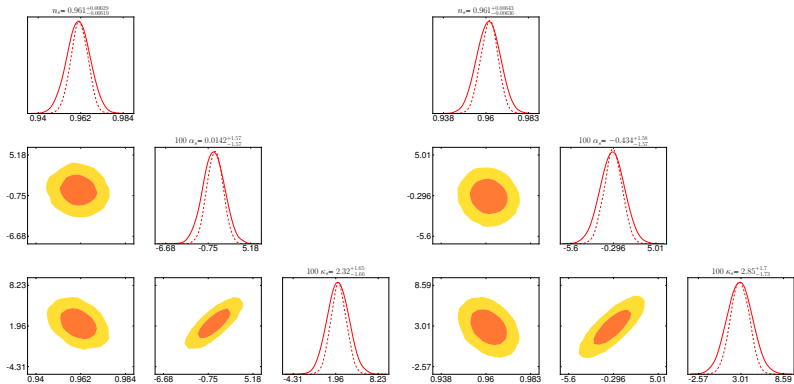 n_s = 0.961^{+0.00629}_{-0.00619}
n_s = 0.961^{+0.00643}_{-0.00636}
0.94 0.962 0.984
0.938 0.96 0.983
100 α_s = 0.0142^{+1.57}_{-1.57}
100 α_s = −0.434^{+1.58}_{-1.57}
5.18
-0.75
-6.68
-6.68 -0.75 5.18
5.01
-0.296
-5.6
-5.6 -0.296 5.01
100 κ_s = 2.32^{+1.65}_{-1.66}
100 κ_s = 2.85^{+1.7}_{-1.73}
8.23
1.96
-4.31
0.94 0.962 0.984
-6.68 -0.75 5.18
-4.31 1.96 8.23
8.59
3.01
-2.57
0.938 0.96 0.983
-5.6 -0.296 5.01
-2.57 3.01 8.59